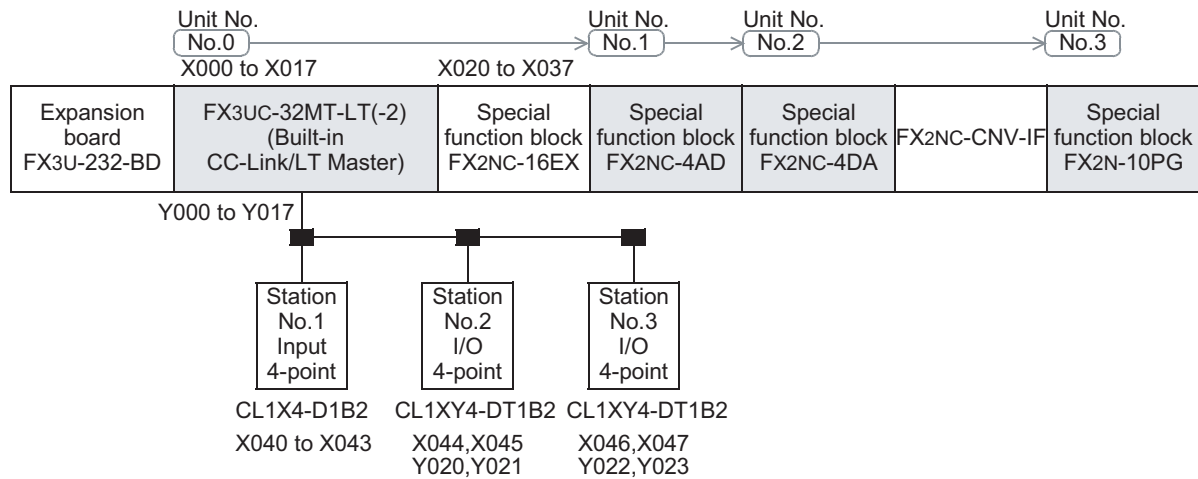 Unit No.
No.0
Unit No.
No.1
Unit No.
No.2
Unit No.
No.3
X000 to X017
X020 to X037
Expansion
board
FX3U-232-BD
FX3UC-32MT-LT(-2)
(Built-in
CC-Link/LT Master)
Special
function block
FX2NC-16EX
Special
function block
FX2NC-4AD
Special
function block
FX2NC-4DA
FX2NC-CNV-IF
Special
function block
FX2N-10PG
Y000 to Y017
Station
No.1
Input
4-point
Station
No.2
I/O
4-point
Station
No.3
I/O
4-point
CL1X4-D1B2
CL1XY4-DT1B2
CL1XY4-DT1B2
X040 to X043
X044,X045
Y020,Y021
X046,X047
Y022,Y023